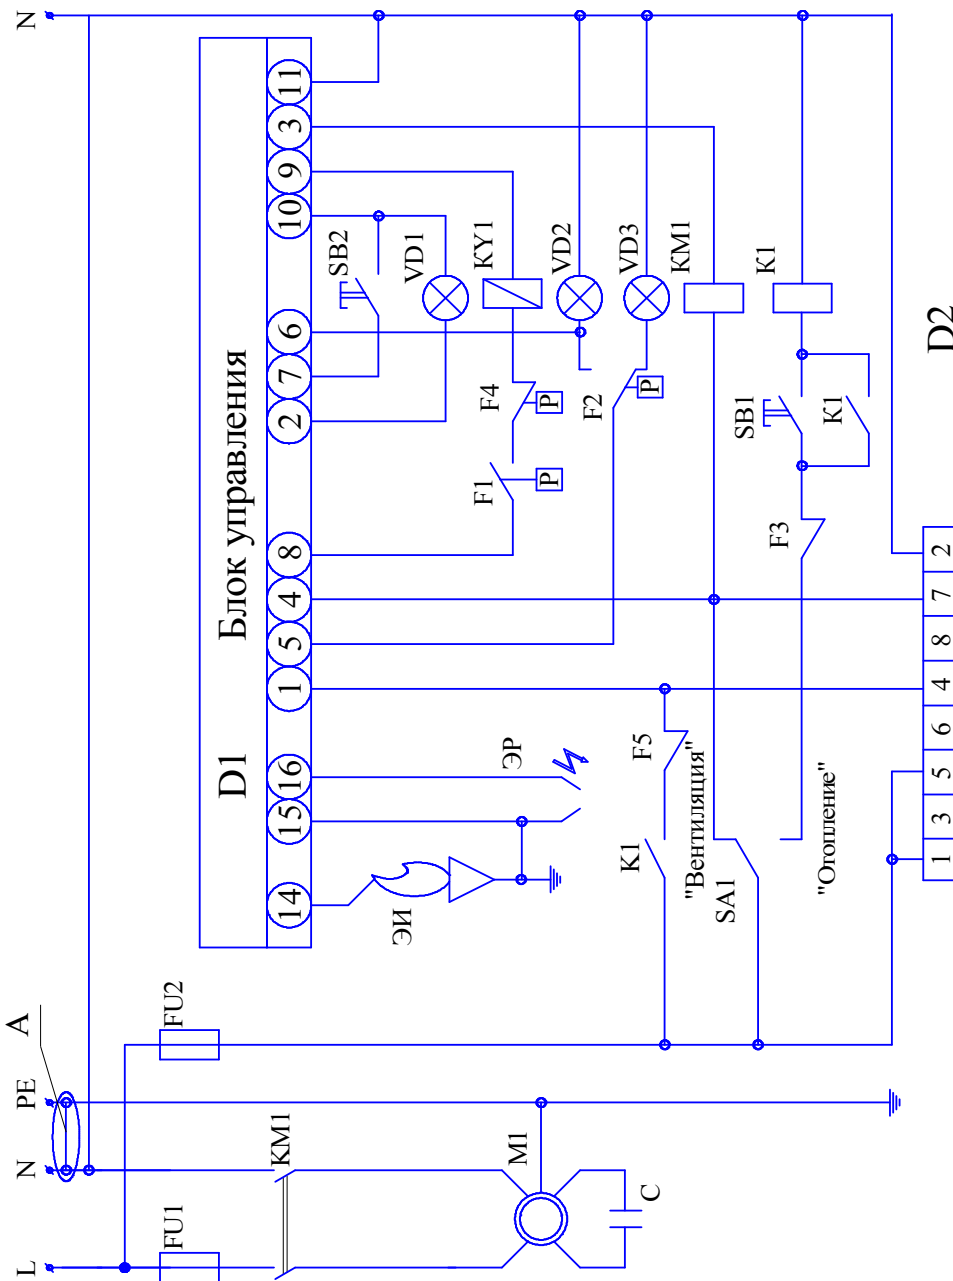 L
N
PE
A
N
FU1
FU2
KM1
M1
C
D1
Блок управления
14
15
16
1
5
4
8
2
7
6
10
9
3
11
ЭИ
ЭР
K1
F5
"Вентиляция"
SA1
"Отопление"
F1
P
F4
P
F2
P
F3
SB2
VD1
KY1
VD2
VD3
KM1
K1
SB1
K1
D2
1
3
5
6
4
8
7
2